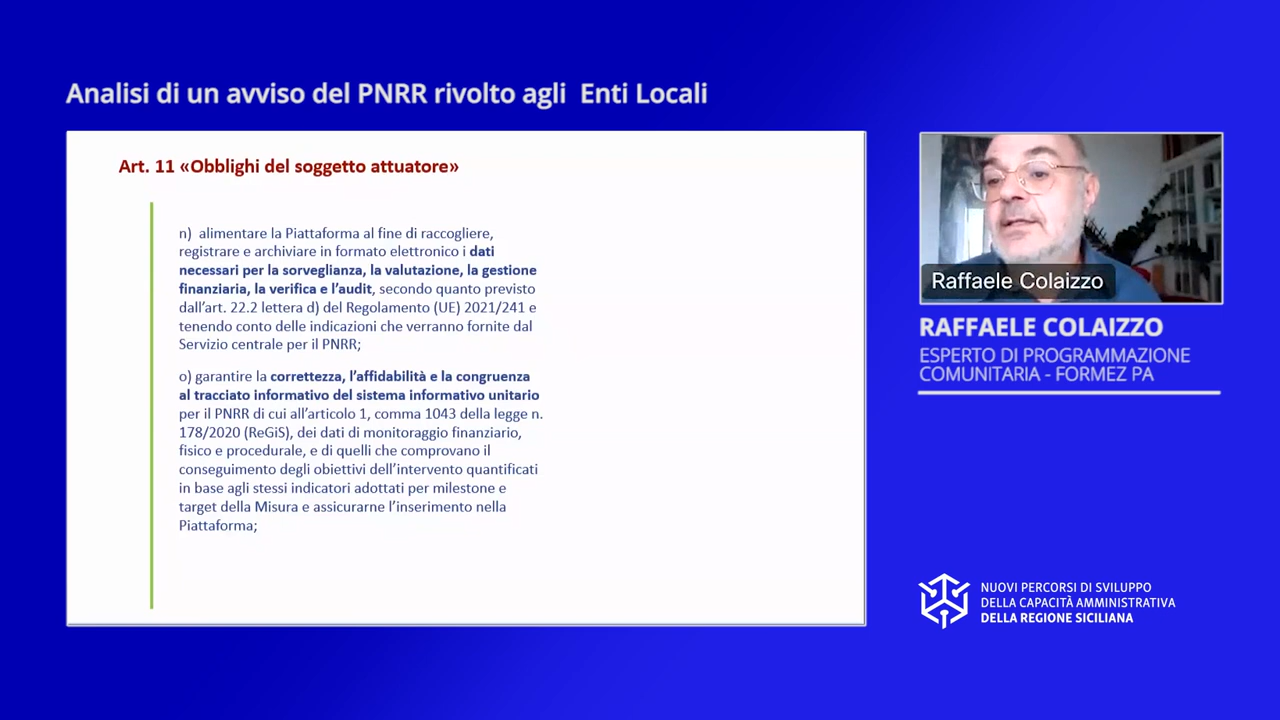 Analisi di un avviso del PNRR rivolto agli Enti Locali
Art. 11 «Obblighi del soggetto attuatore»
n) alimentare la Piattaforma al fine di raccogliere,
registrare e archiviare in formato elettronico i dati
necessari per la sorveglianza, la valutazione, la gestione
finanziaria, la verifica e l'audit, secondo quanto previsto
dall'art. 22.2 lettera d) del Regolamento (UE) 2021/241 e
tenendo conto delle indicazioni che verranno fornite dal
Servizio centrale per il PNRR;
o) garantire la correttezza, l'affidabilità e la congruenza
al tracciato informativo del sistema informativo unitario
per il PNRR di cui all'articolo 1, comma 1043 della legge n.
178/2020 (ReGiS), dei dati di monitoraggio finanziario,
fisico e procedurale, e di quelli che comprovano il
conseguimento degli obiettivi dell'intervento quantificati
in base agli stessi indicatori adottati per milestone e
target della Misura e assicurarne l'inserimento nella
Piattaforma;
Raffaele Colaizzo
RAFFAELE COLAIZZO
ESPERTO DI PROGRAMMAZIONE
COMUNITARIA - FORMEZ PA
NUOVI PERCORSI DI SVILUPPO
DELLA CAPACITÀ AMMINISTRATIVA
DELLA REGIONE SICILIANA